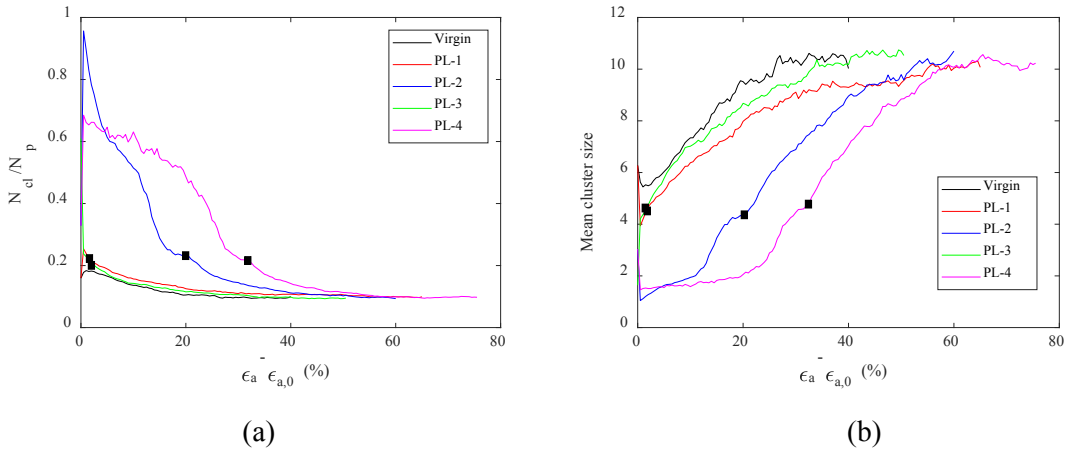 1
0.8
0.6
0.4
0.2
0
N cl /N p
0 20 40 60 80
ϵa - ϵa,0 (%)
Virgin
PL-1
PL-2
PL-3
PL-4
(a)
12
10
8
6
4
2
0
Mean cluster size
0 20 40 60 80
ϵa - ϵa,0 (%)
Virgin
PL-1
PL-2
PL-3
PL-4
(b)